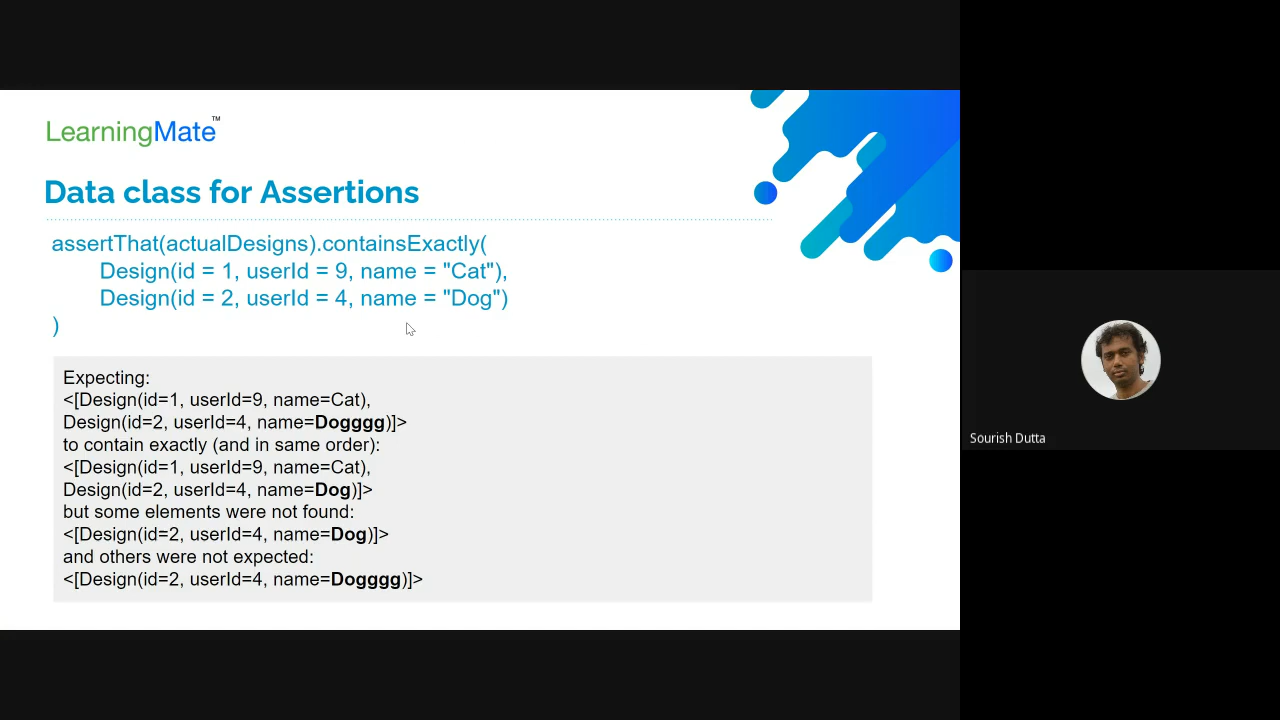 LearningMate™
Data class for Assertions
assertThat(actualDesigns).containsExactly(
Design(id = 1, userId = 9, name = "Cat"),
Design(id = 2, userId = 4, name = "Dog")
)
Expecting:
<[Design(id=1, userId=9, name=Cat),
Design(id=2, userId=4, name=Dogggg)]>
to contain exactly (and in same order):
<[Design(id=1, userId=9, name=Cat),
Design(id=2, userId=4, name=Dog)]>
but some elements were not found:
<[Design(id=2, userId=4, name=Dog)]>
and others were not expected:
<[Design(id=2, userId=4, name=Dogggg)]>
Sourish Dutta